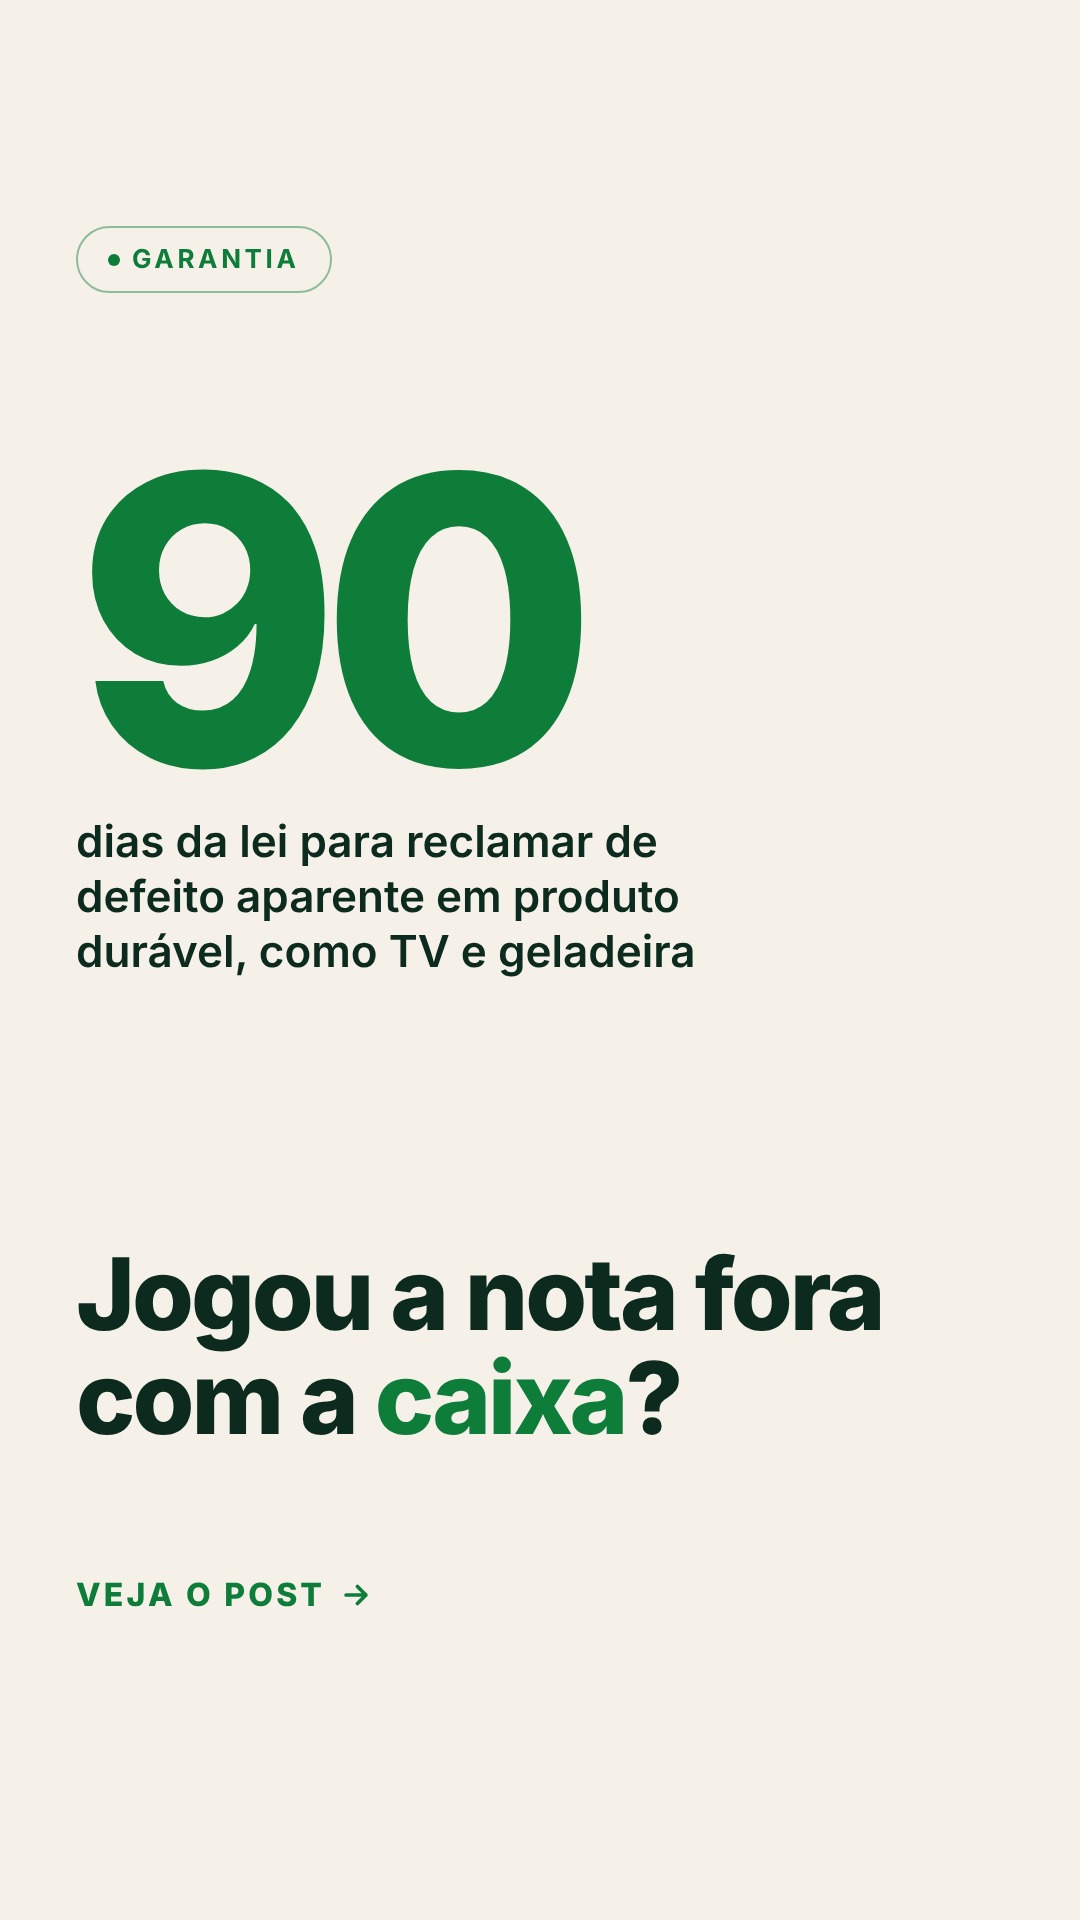 GARANTIA
90
dias da lei para reclamar de
defeito aparente em produto
durável, como TV e geladeira
Jogou a nota fora
com a caixa?
VEJA O POST →